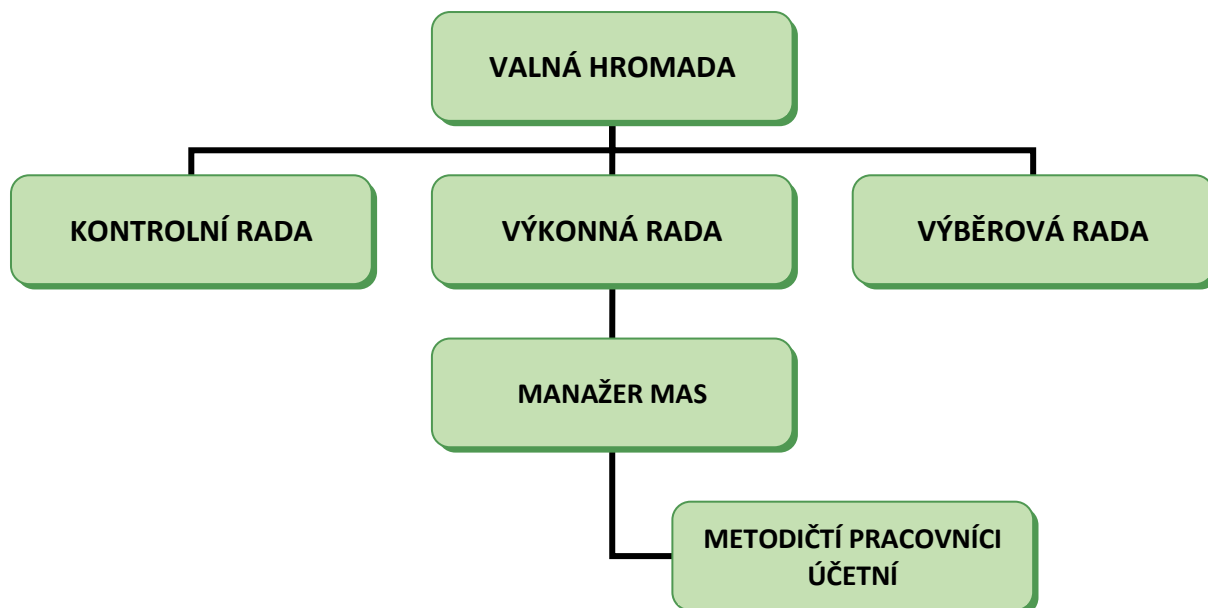 VALNÁ HROMADA
KONTROLNÍ RADA
VÝKONNÁ RADA
VÝBĚROVÁ RADA
MANAŽER MAS
METODIČTÍ PRACOVNÍCI
ÚČETNÍ